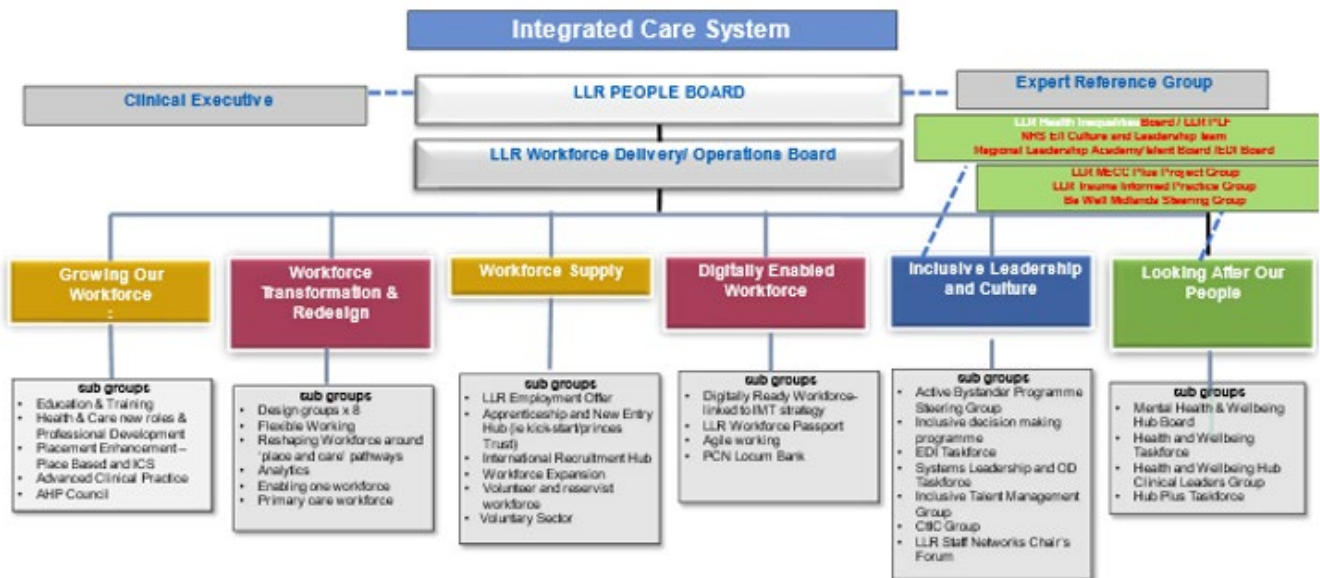 Integrated Care System
Clinical Executive
LLR PEOPLE BOARD
Expert Reference Group
LLR Workforce Delivery/ Operations Board
LLR Health Inequalities Board / LLR
NHS E/I Culture and Leadership team
Regional Leadership Academy/Talent Board /EDI Board
LLR MECC Plus Project Group
LLR Trauma Informed Practice Group
Be Well Midlands Steering Group
Growing Our
Workforce
:
sub groups
• Education & Training
• Health & Care new roles &
Professional Development
• Placement Enhancement –
Place Based and ICS
• Advanced Clinical Practice
• AHP Council
Workforce
Transformation &
Redesign
sub groups
• Design groups x 8
• Flexible Working
• Reshaping Workforce around
‘place and care’ pathways
• Analytics
• Enabling one workforce
• Primary care workforce
Workforce Supply
sub groups
• LLR Employment Offer
• Apprenticeship and New Entry
Hub (ie kick-start/princes
Trust)
• International Recruitment Hub
• Workforce Expansion
• Volunteer and reservist
workforce
• Voluntary Sector
Digitally Enabled
Workforce
sub groups
• Digitally Ready Workforce-
linked to IMT strategy
• LLR Workforce Passport
• Agile working
• PCN Locum Bank
Inclusive Leadership
and Culture
sub groups
• Active Bystander Programme
Steering Group
• Inclusive decision making
programme
• EDI Taskforce
• Systems Leadership and OD
Taskforce
• Inclusive Talent Management
Group
• Group
• LLR Staff Networks Chair's
Forum
Looking After Our
People
sub groups
• Mental Health & Wellbeing
Hub Board
• Health and Wellbeing
Taskforce
• Health and Wellbeing Hub
Clinical Leaders Group
• Hub Plus Taskforce